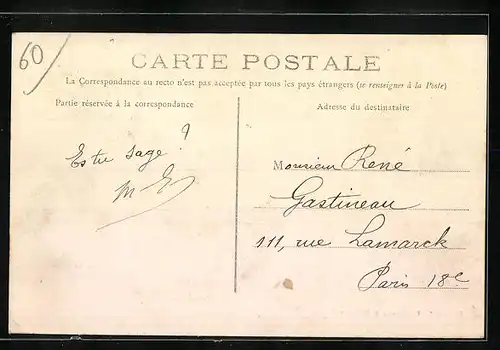 60
CARTE POSTALE
La Correspondance au recto n'est pas acceptée par tous les pays étrangers (se renseigner à la Poste)
Partie réservée à la correspondance
Es tu sage ?
M E
Adresse du destinataire
Monsieur René
Gastineau
111, rue Lamarck
Paris 18e